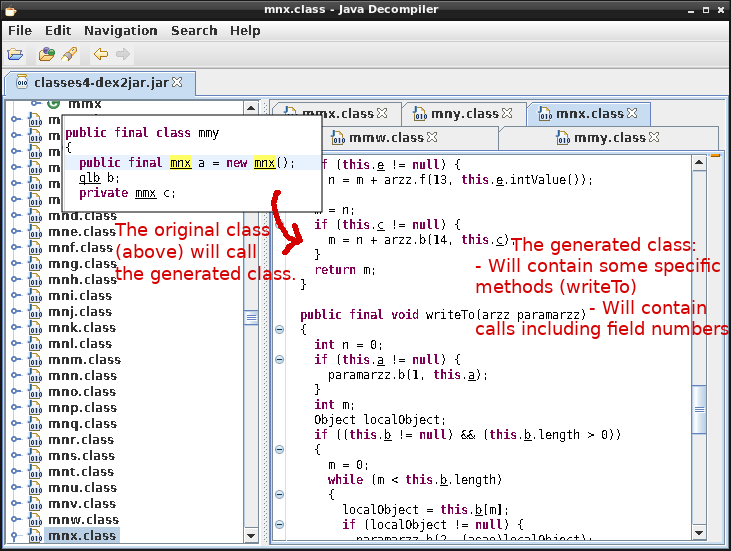 mnx.class - Java Decompiler
File Edit Navigation Search Help
classes4-dex2jar.jar
mmx
mnd.class
mne.class
mnf.class
mng.class
mnh.class
mni.class
mnj.class
mnk.class
mnl.class
mnm.class
mnn.class
mno.class
mnp.class
mnq.class
mnr.class
mns.class
mnt.class
mnu.class
mnv.class
mnw.class
mnx.class
public final class mmy
{
public final mnx a = new mnx();
qlb b;
private mmx c;
The original class
(above) will call
the generated class.
mmx.class mny.class mnx.class
mmw.class mmy.class
if (this.e != null) {
n = m + arzz.f(13, this.e.intValue());
m = n;
if (this.c != null) {
m = n + arzz.b(14, this.c);
}
return m;
}
The generated class:
- Will contain some specific
methods (writeTo)
- Will contain
calls including field numbers
public final void writeTo(arzz paramarzz)
{
int n = 0;
if (this.a != null) {
paramarzz.b(1, this.a);
}
int m;
Object localObject;
if ((this.b != null) && (this.b.length > 0))
{
m = 0;
while (m < this.b.length)
{
localObject = this.b[m];
if (localObject != null) {